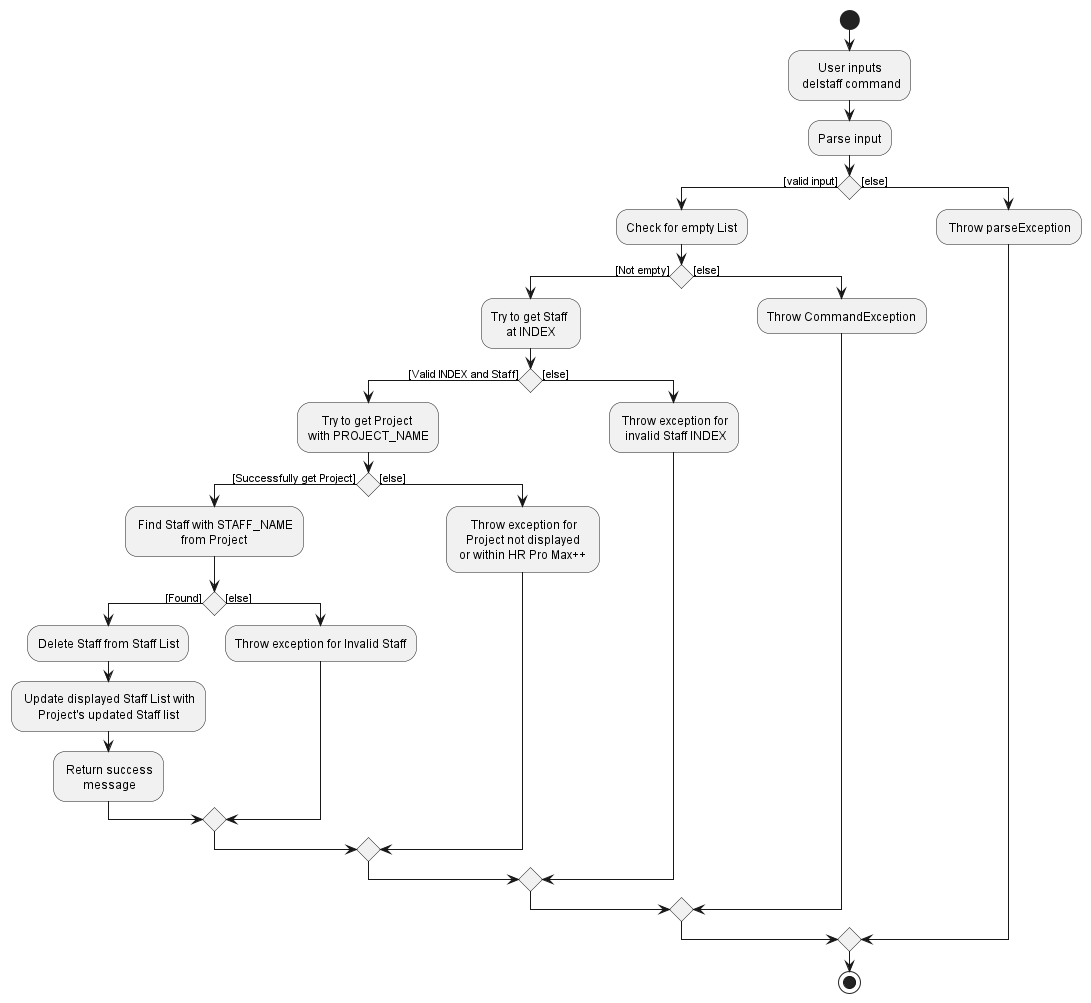 User inputs
delstaff command
Parse input
[valid input]
[else]
Check for empty List
Throw parseException
[Not empty]
[else]
Try to get Staff
at INDEX
Throw CommandException
[Valid INDEX and Staff]
[else]
Try to get Project
with PROJECT_NAME
Throw exception for
invalid Staff INDEX
[Successfully get Project]
[else]
Find Staff with STAFF_NAME
from Project
Throw exception for
Project not displayed
or within HR Pro Max++
[Found]
[else]
Delete Staff from Staff List
Throw exception for Invalid Staff
Update displayed Staff List with
Project's updated Staff list
Return success
message